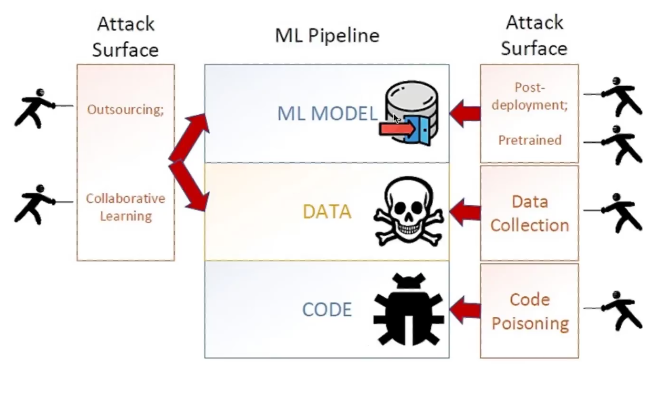 Attack
Surface
ML Pipeline
Attack
Surface
Outsourcing;
Collaborative
Learning
ML MODEL
DATA
CODE
Post-
deployment;
Pretrained
Data
Collection
Code
Poisoning